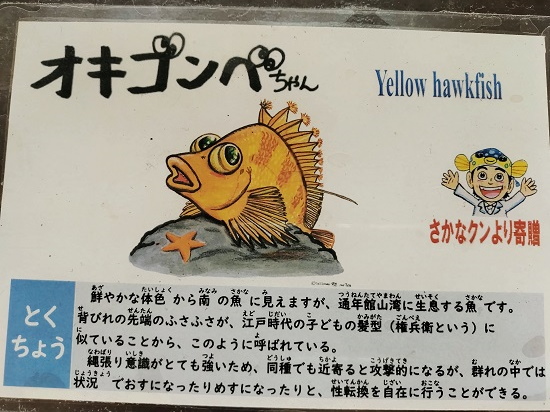 オキゴンベちゃん
Yellow hawkfish
さかなクンより寄贈
とく
ちょう
鮮やかな体色から南の魚に見えますが、通年館山湾に生息する魚です。
背びれの先端のふさふさが、江戸時代の子どもの髪型（権兵衛という）に
似ていることから、このように呼ばれている。
縄張り意識がとても強いため、同種でも近寄ると攻撃的になるが、群れの中では
状況でおすになったりめすになったりと、性転換を自在に行うことができる。